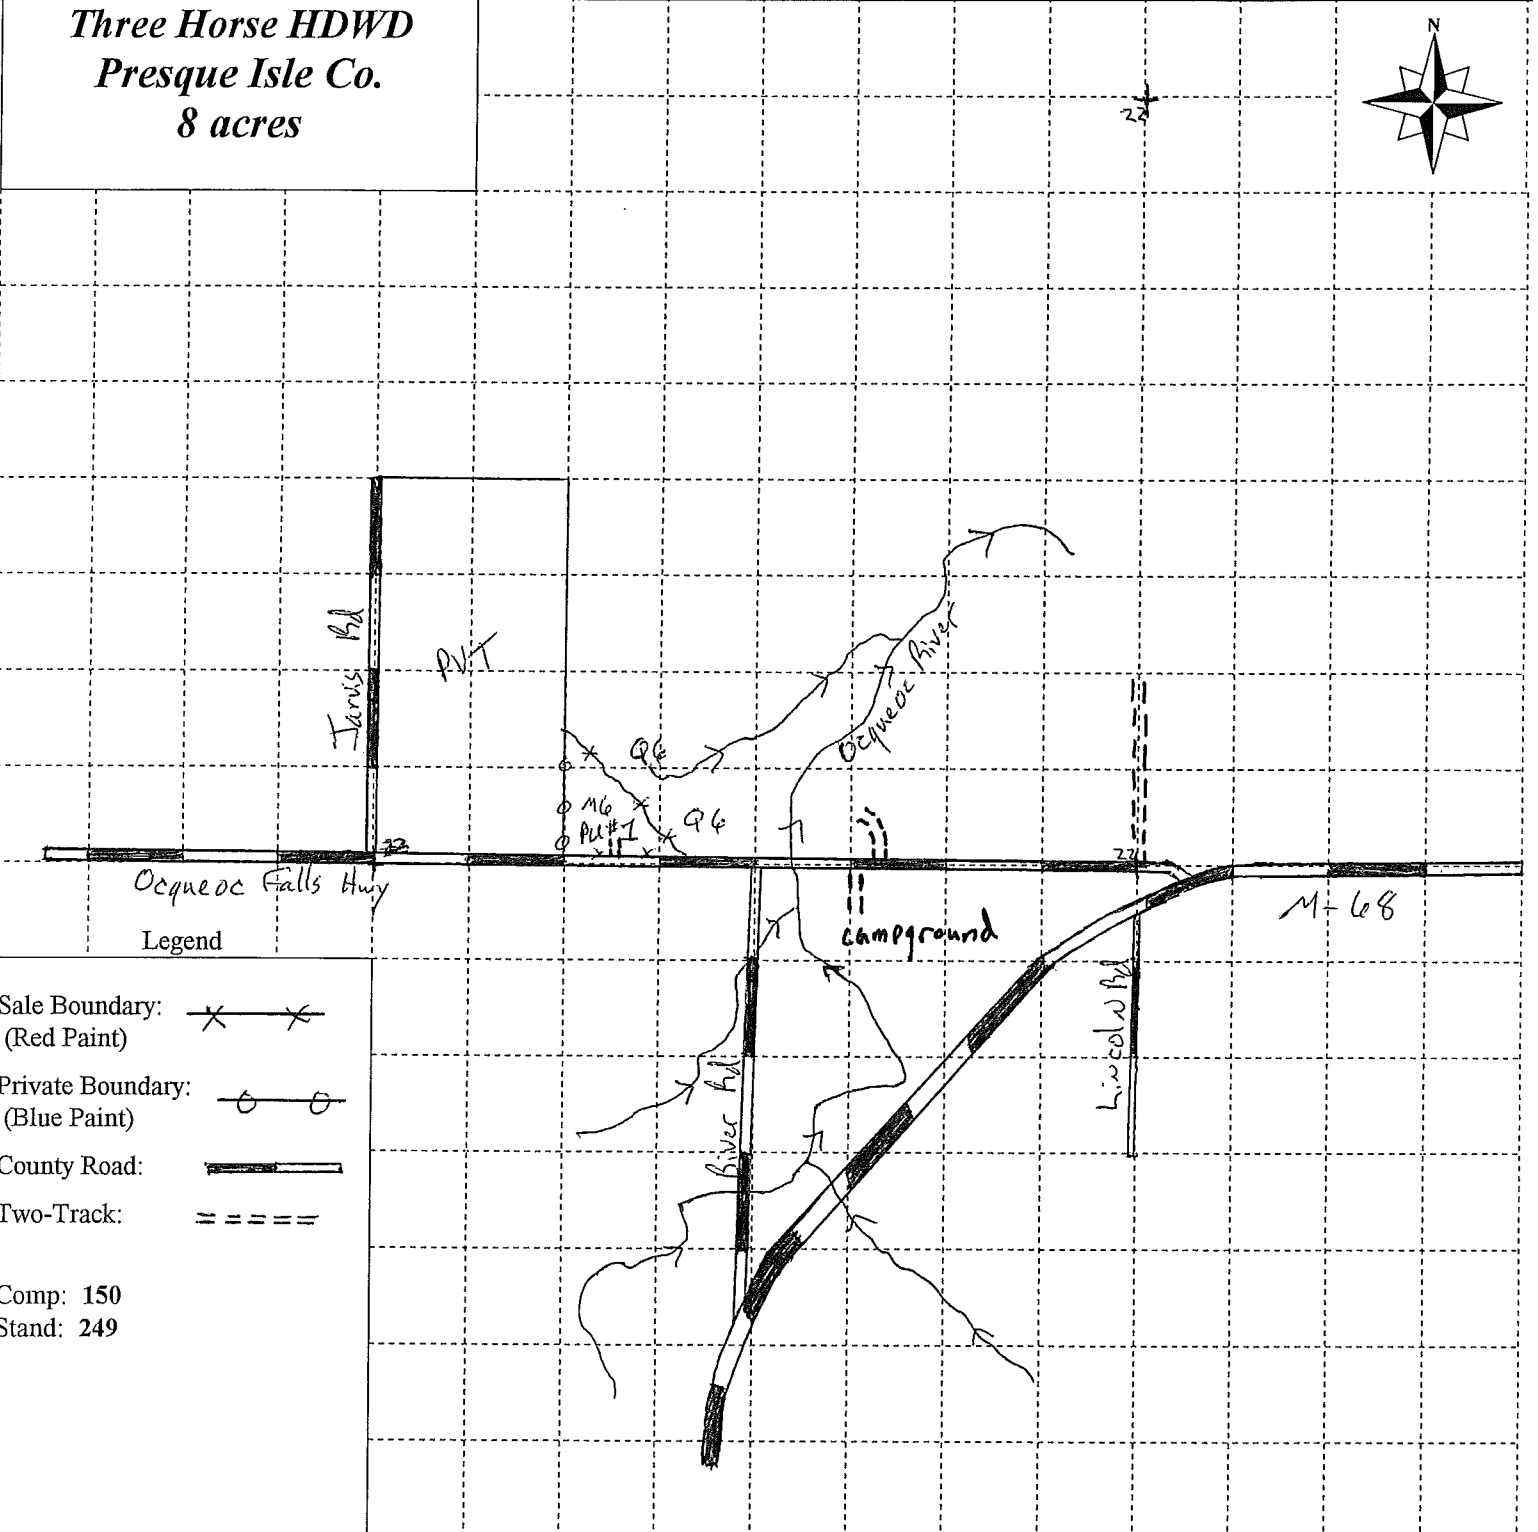 Three Horse HDWD
Presque Isle Co.
8 acres
N
22
Jarvis Rd
PVT
Ocqueoc River
Q6
M6
PU#1
Q6
22
22
Ocqueoc Falls Hwy
M-68
campground
Lincoln Rd
River Rd
Legend
Sale Boundary:
(Red Paint)
Private Boundary:
(Blue Paint)
County Road:
Two-Track:
Comp: 150
Stand: 249